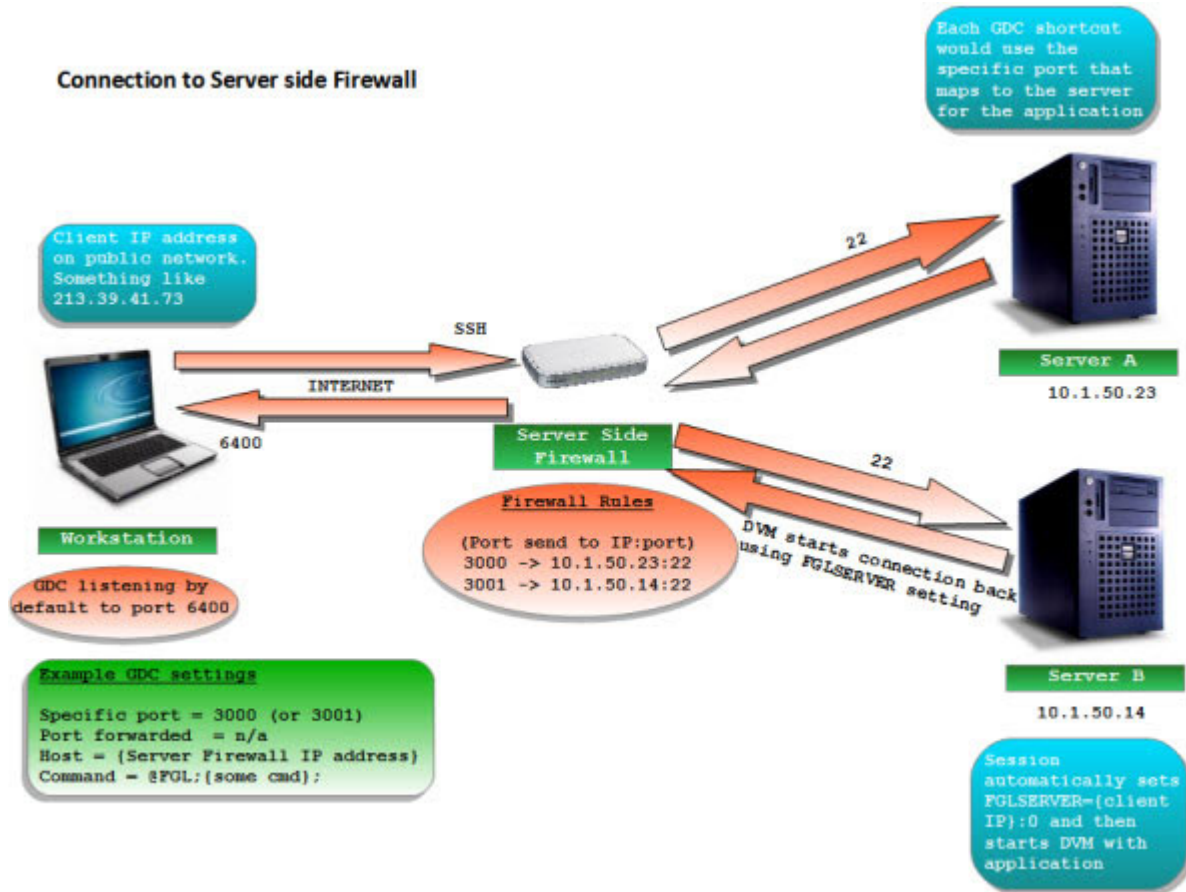 Connection to Server side Firewall
Each GDC shortcut
would use the
specific port that
maps to the server
for the application
Client IP address
on public network.
Something like
213.39.41.73
22
SSH
INTERNET
6400
Server A
10.1.50.23
Server Side
Firewall
22
Workstation
Firewall Rules
(Port send to IP:port)
3000 -> 10.1.50.23:22
3001 -> 10.1.50.14:22
DVM starts connection back
using FGLSERVER setting
GDC listening by
default to port 6400
Example GDC settings
Specific port = 3000 (or 3001)
Port forwarded = n/a
Host = {Server Firewall IP address}
Command = @FGL;{some cmd};
Server B
10.1.50.14
Session
automatically sets
FGLSERVER={client
IP}:0 and then
starts DVM with
application